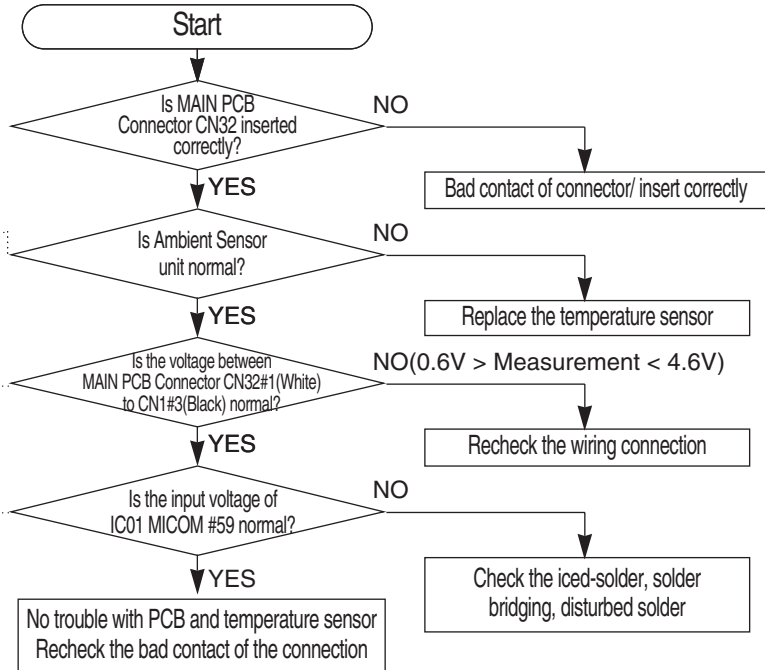 Start
Is MAIN PCB
Connector CN32 inserted
correctly?
NO
YES
Bad contact of connector/ insert correctly
Is Ambient Sensor
unit normal?
NO
YES
Replace the temperature sensor
Is the voltage between
MAIN PCB Connector CN32#1(White)
to CN1#3(Black) normal?
NO(0.6V > Measurement < 4.6V)
YES
Recheck the wiring connection
Is the input voltage of
IC01 MICOM #59 normal?
NO
YES
Check the iced-solder, solder
bridging, disturbed solder
No trouble with PCB and temperature sensor
Recheck the bad contact of the connection